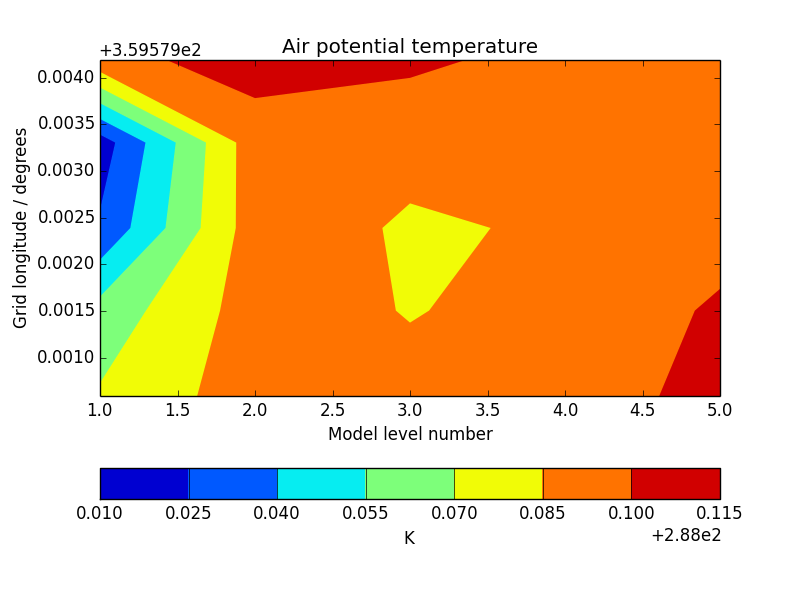 +3.59579e2
Air potential temperature
0.0040
0.0035
0.0030
0.0025
0.0020
0.0015
0.0010
Grid longitude / degrees
1.0 1.5 2.0 2.5 3.0 3.5 4.0 4.5 5.0
Model level number
0.010 0.025 0.040 0.055 0.070 0.085 0.100 0.115
K
+2.88e2